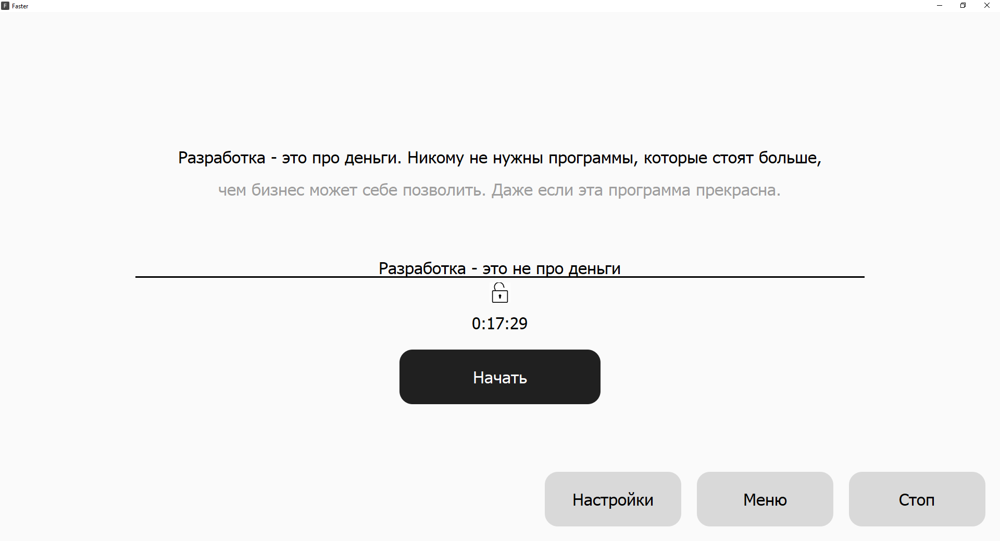 F Faster
Разработка - это про деньги. Никому не нужны программы, которые стоят больше,
чем бизнес может себе позволить. Даже если эта программа прекрасна.
Разработка - это не про деньги
0:17:29
Начать
Настройки Меню Стоп